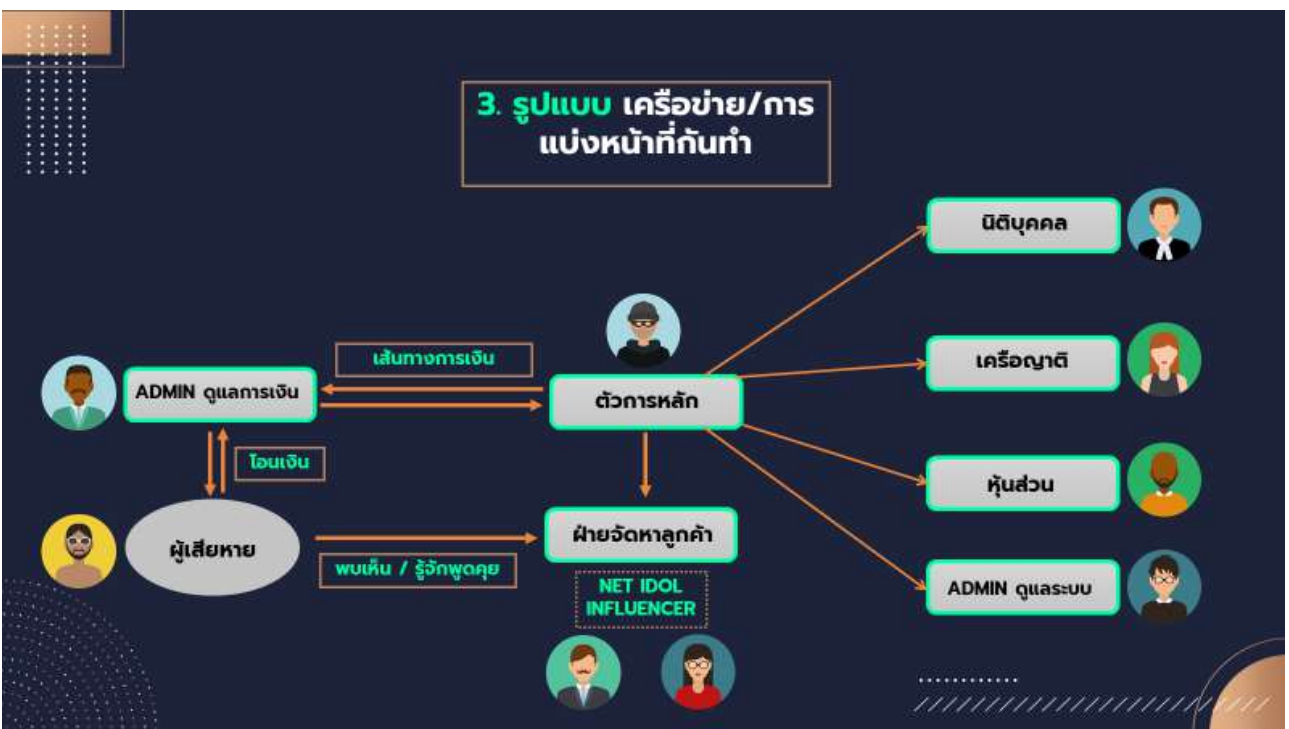 3. รูปแบบ เครือข่าย/การ
แบ่งหน้าที่กันทำ
นิติบุคคล
เส้นทางการเงิน
เครือญาติ
ADMIN ดูแลการเงิน
ตัวการหลัก
โอนเงิน
หุ้นส่วน
ผู้เสียหาย
ฝ่ายจัดหาลูกค้า
พบเห็น / รู้จักพูดคุย
NET IDOL
INFLUENCER
ADMIN ดูแลระบบ